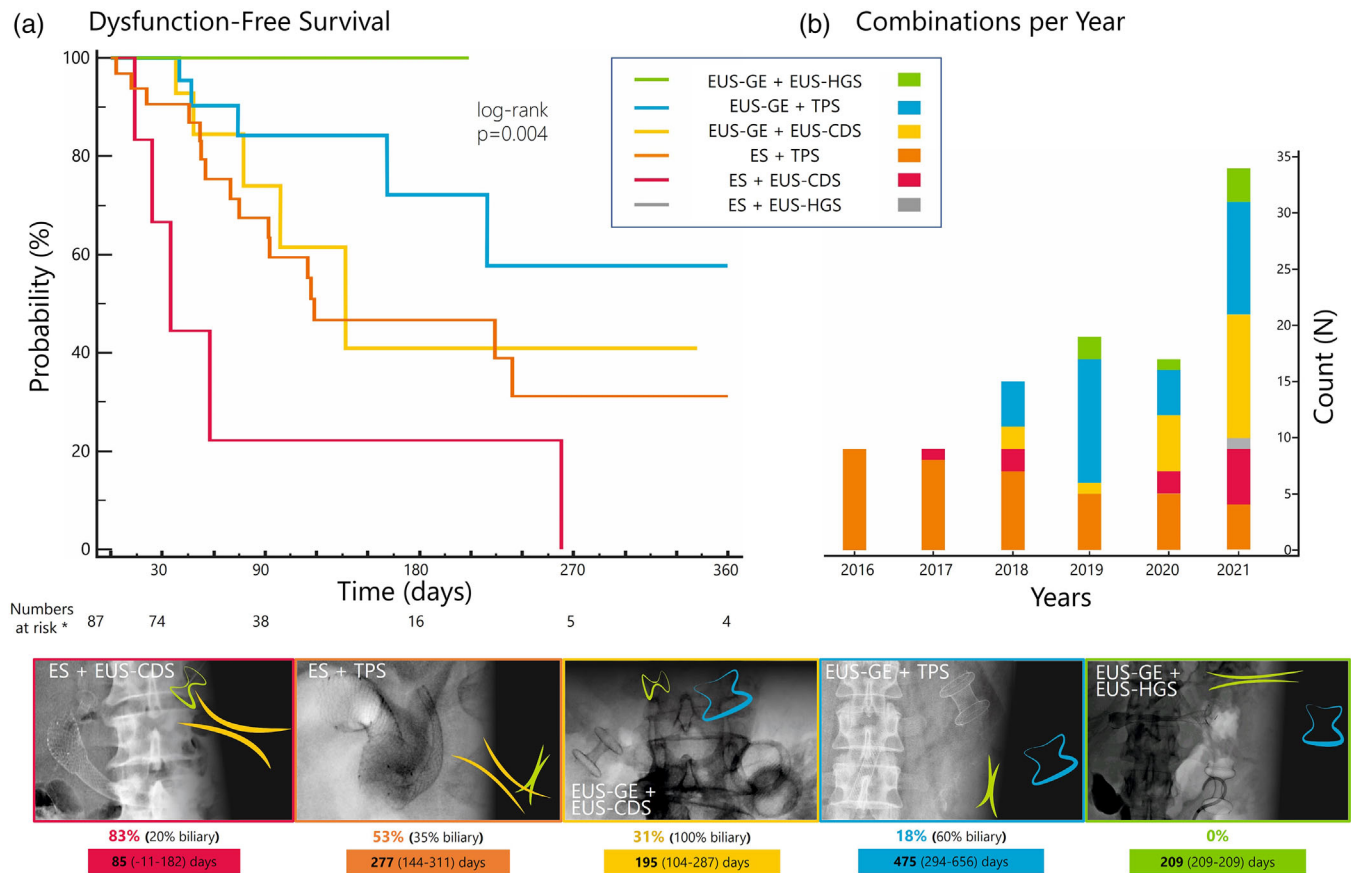 (a) Dysfunction-Free Survival
100
80
60
40
20
0
Probability (%)
log-rank
p=0.004
30 90 180 270 360
Time (days)
Numbers
at risk * 87 74 38 16 5 4
EUS-GE + EUS-HGS
EUS-GE + TPS
EUS-GE + EUS-CDS
ES + TPS
ES + EUS-CDS
ES + EUS-HGS
(b) Combinations per Year
35
30
25
20
15
10
5
0
Count (N)
2016 2017 2018 2019 2020 2021
Years
ES + EUS-CDS
83% (20% biliary)
85 (-11-182) days
ES + TPS
53% (35% biliary)
277 (144-311) days
EUS-GE +
EUS-CDS
31% (100% biliary)
195 (104-287) days
EUS-GE + TPS
18% (60% biliary)
475 (294-656) days
EUS-GE +
EUS-HGS
0%
209 (209-209) days